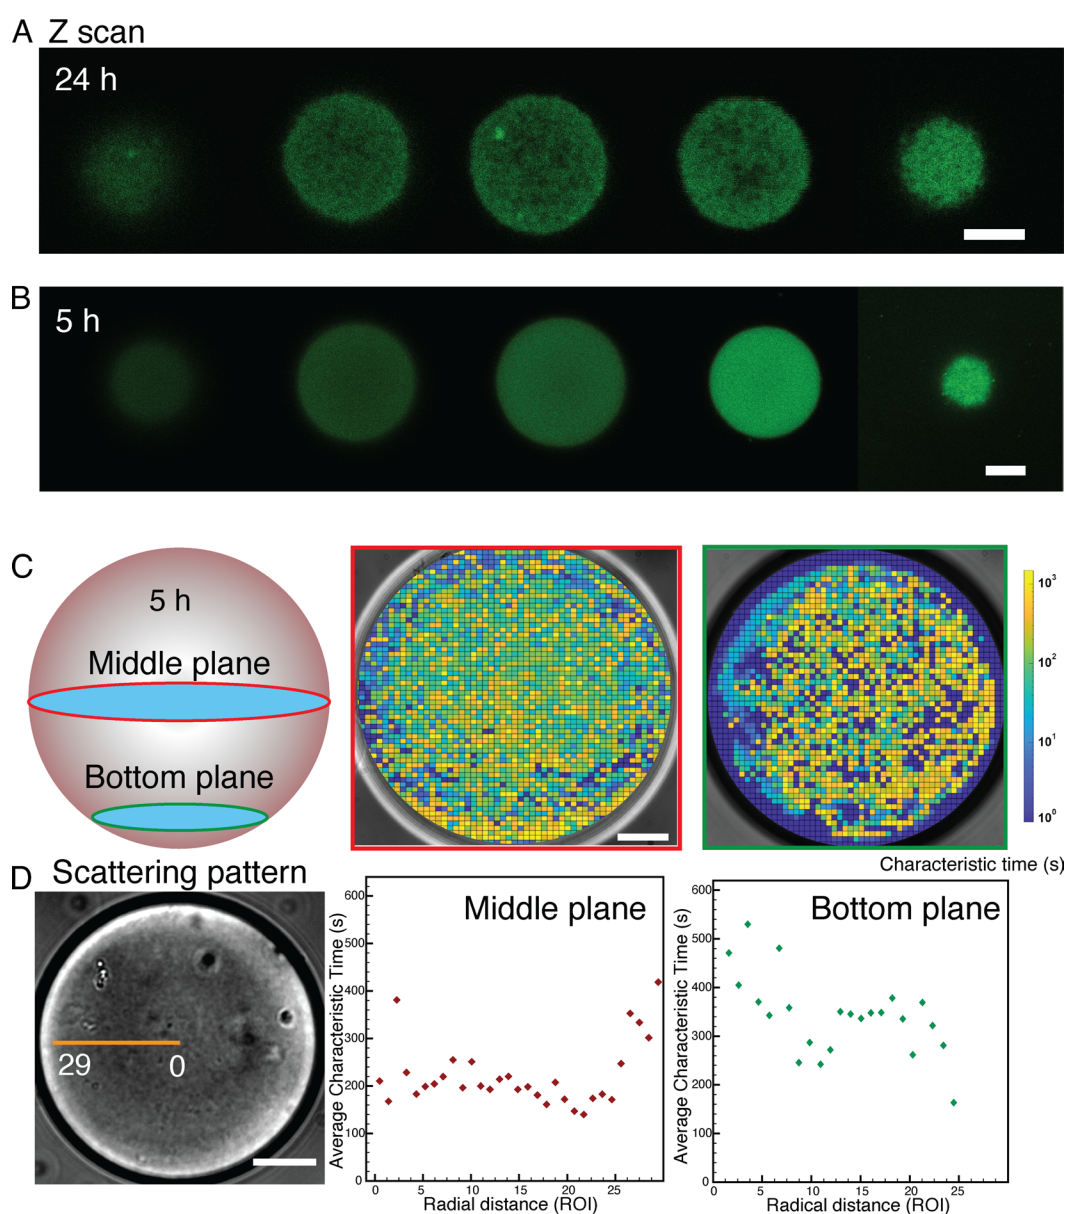 A Z scan
24 h
B
5 h
C
5 h
Middle plane
Bottom plane
10³
10²
10¹
10⁰
Characteristic time (s)
D Scattering pattern
29 0
Middle plane
Average Characteristic Time (s)
600
500
400
300
200
100
0
0 5 10 15 20 25
Radial distance (ROI)
Bottom plane
Average Characteristic Time (s)
600
500
400
300
200
100
0
0 5 10 15 20 25
Radical distance (ROI)